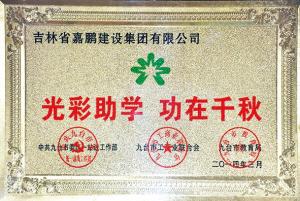 吉林省嘉鹏建设集团有限公司
光彩助学 功在千秋
中共九台市委统一战线工作部 九台市工商业联合会 九台市教育局
二〇一四年三月